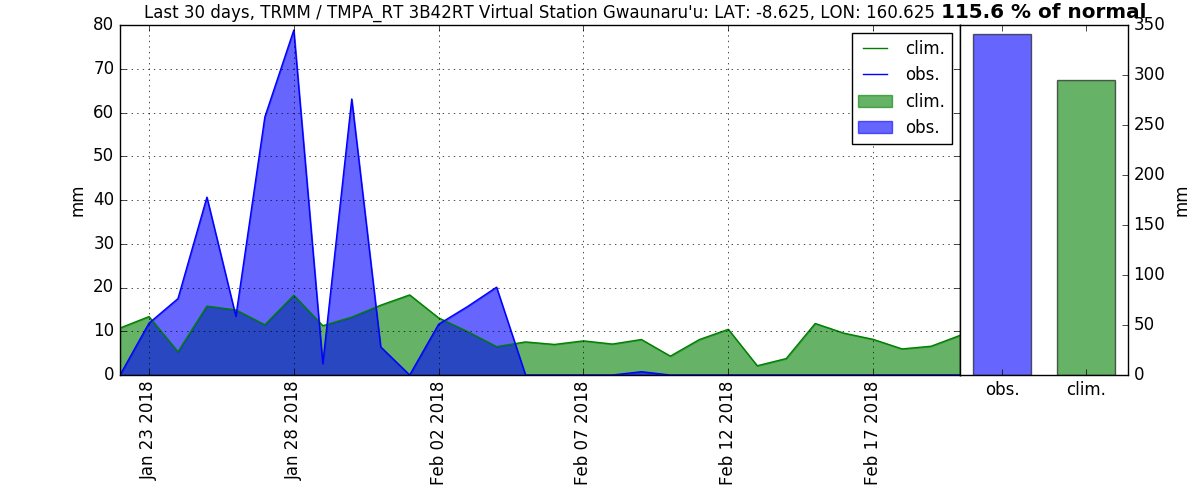 Last 30 days, TRMM / TMPA_RT 3B42RT Virtual Station Gwaunaru'u: LAT: -8.625, LON: 160.625 115.6 % of normal
80
70
60
50
40
30
20
10
0
mm
Jan 23 2018
Jan 28 2018
Feb 02 2018
Feb 07 2018
Feb 12 2018
Feb 17 2018
clim.
obs.
clim.
obs.
350
300
250
200
150
100
50
0
mm
obs.
clim.